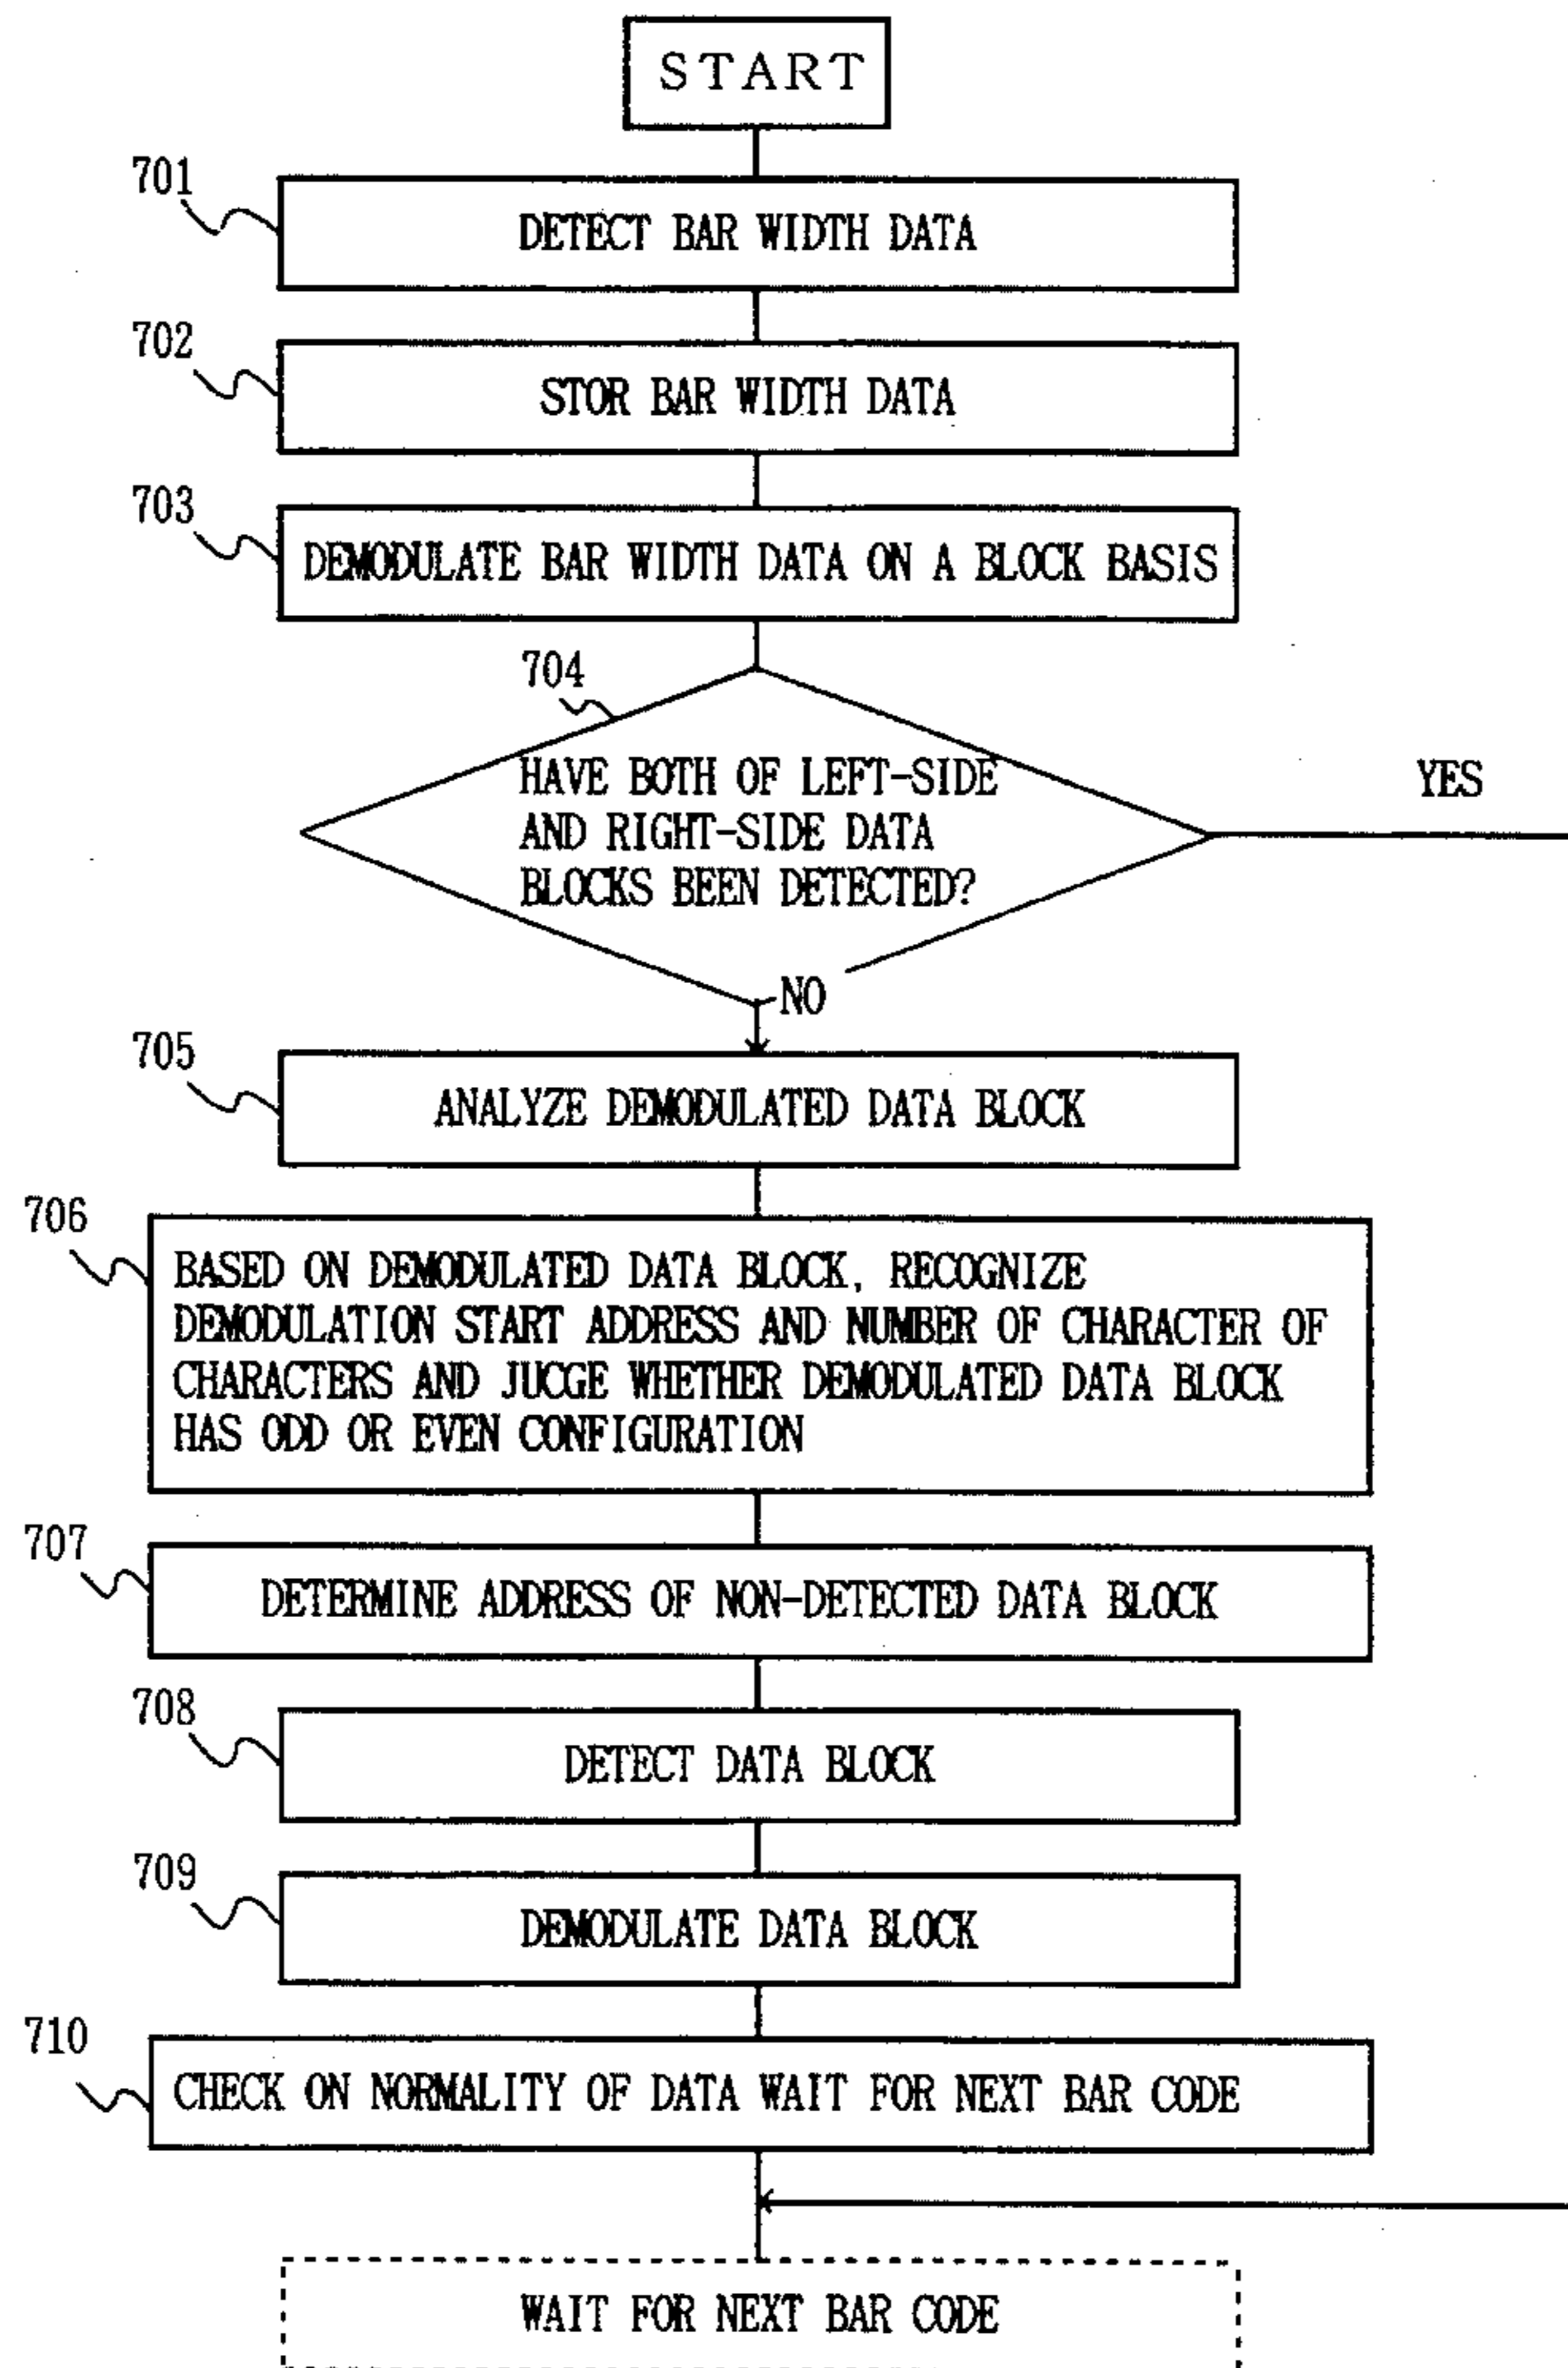 START
701
DETECT BAR WIDTH DATA
702
STOR BAR WIDTH DATA
703
DEMODULATE BAR WIDTH DATA ON A BLOCK BASIS
704
HAVE BOTH OF LEFT-SIDE
AND RIGHT-SIDE DATA
BLOCKS BEEN DETECTED?
YES
NO
705
ANALYZE DEMODULATED DATA BLOCK
706
BASED ON DEMODULATED DATA BLOCK, RECOGNIZE
DEMODULATION START ADDRESS AND NUMBER OF CHARACTER OF
CHARACTERS AND JUCGE WHETHER DEMODULATED DATA BLOCK
HAS ODD OR EVEN CONFIGURATION
707
DETERMINE ADDRESS OF NON-DETECTED DATA BLOCK
708
DETECT DATA BLOCK
709
DEMODULATE DATA BLOCK
710
CHECK ON NORMALITY OF DATA WAIT FOR NEXT BAR CODE
WAIT FOR NEXT BAR CODE